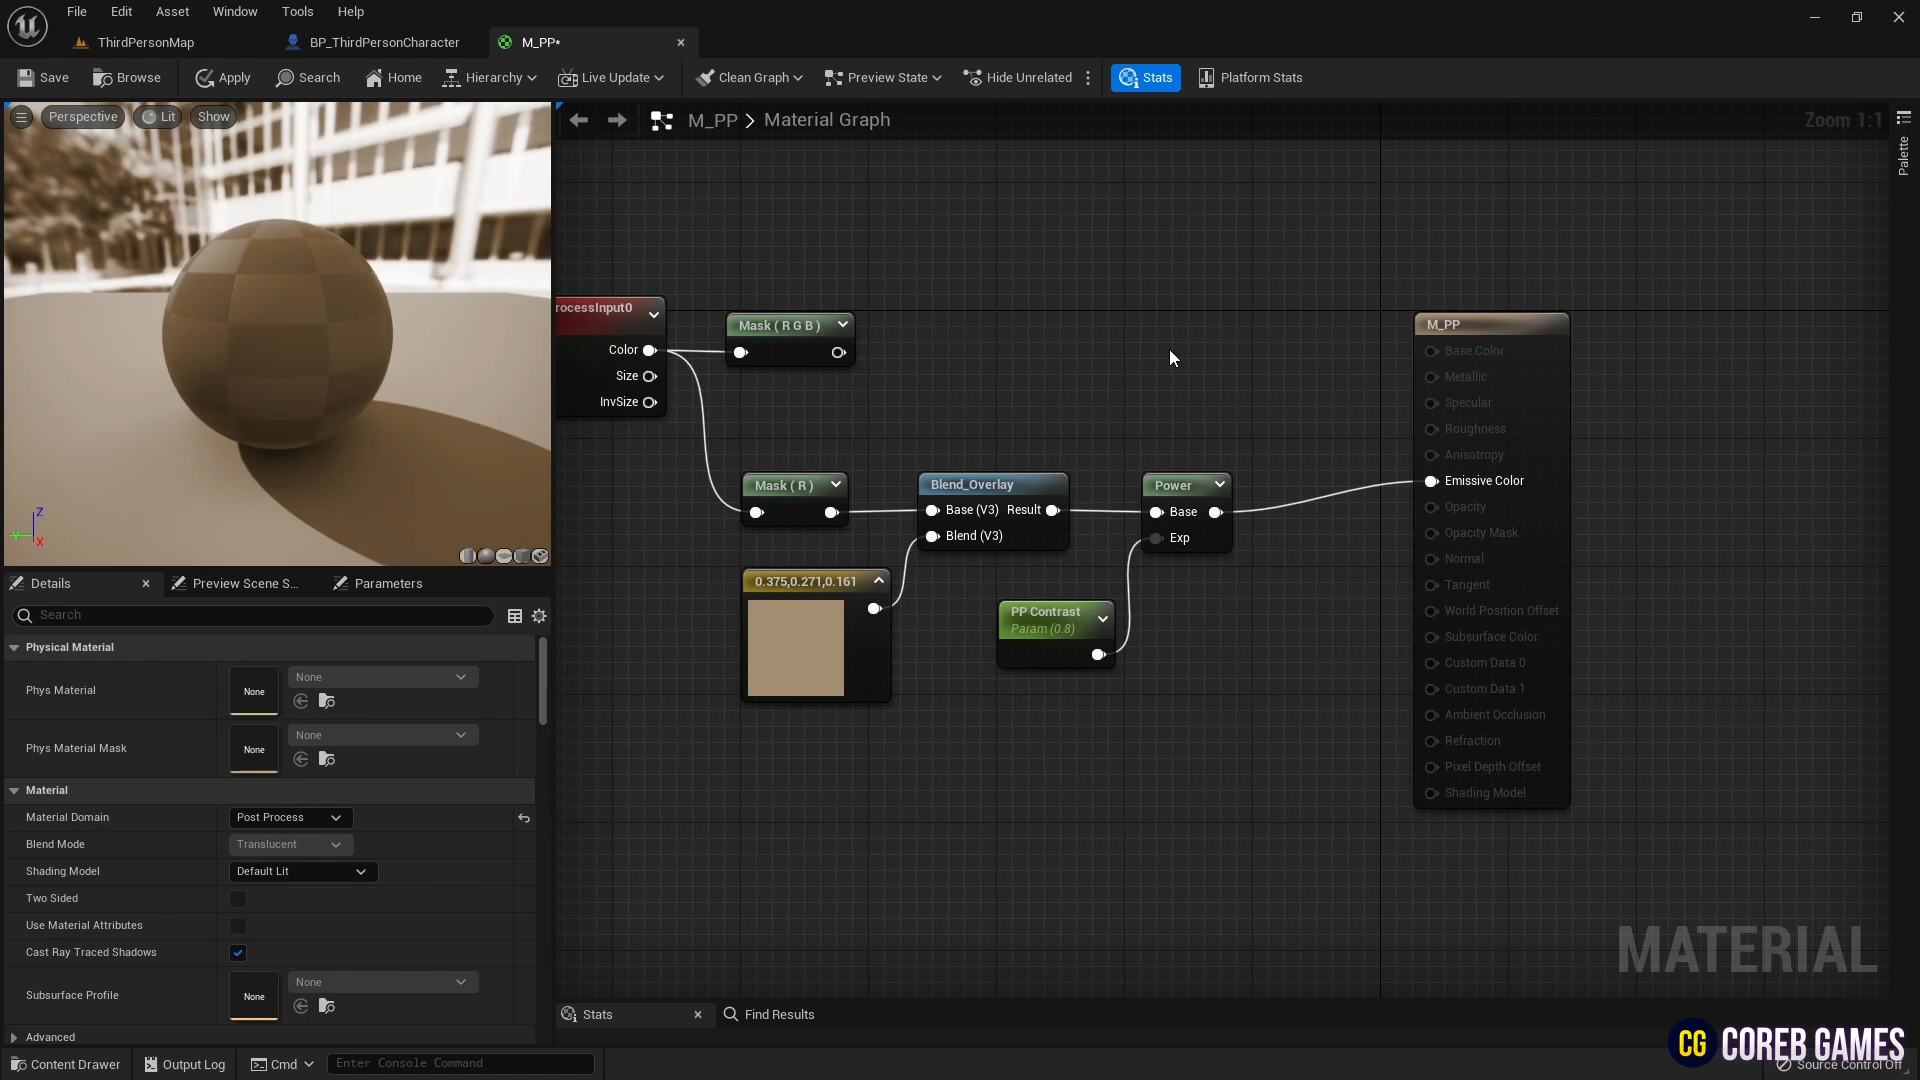 File Edit Asset Window Tools Help
ThirdPersonMap BP_ThirdPersonCharacter M_PP*
Save Browse Apply Search Home Hierarchy Live Update Clean Graph Preview State Hide Unrelated Stats Platform Stats
Perspective Lit Show
M_PP > Material Graph
Zoom 1:1
Palette
rocessInput0
Color
Size
InvSize
Mask ( R G B )
Mask ( R )
Blend_Overlay
Base (V3) Result
Blend (V3)
Power
Base
Exp
0.375,0.271,0.161
PP Contrast
Param (0.8)
M_PP
Base Color
Metallic
Specular
Roughness
Anisotropy
Emissive Color
Opacity
Opacity Mask
Normal
Tangent
World Position Offset
Subsurface Color
Custom Data 0
Custom Data 1
Ambient Occlusion
Refraction
Pixel Depth Offset
Shading Model
MATERIAL
Z
Y
X
Details Preview Scene S... Parameters
Search
Physical Material
Phys Material None None
Phys Material Mask None None
Material
Material Domain Post Process
Blend Mode Translucent
Shading Model Default Lit
Two Sided
Use Material Attributes
Cast Ray Traced Shadows
Subsurface Profile None None
Advanced
Stats Find Results
Content Drawer Output Log Cmd Enter Console Command
CG COREB GAMES
Source Control Off